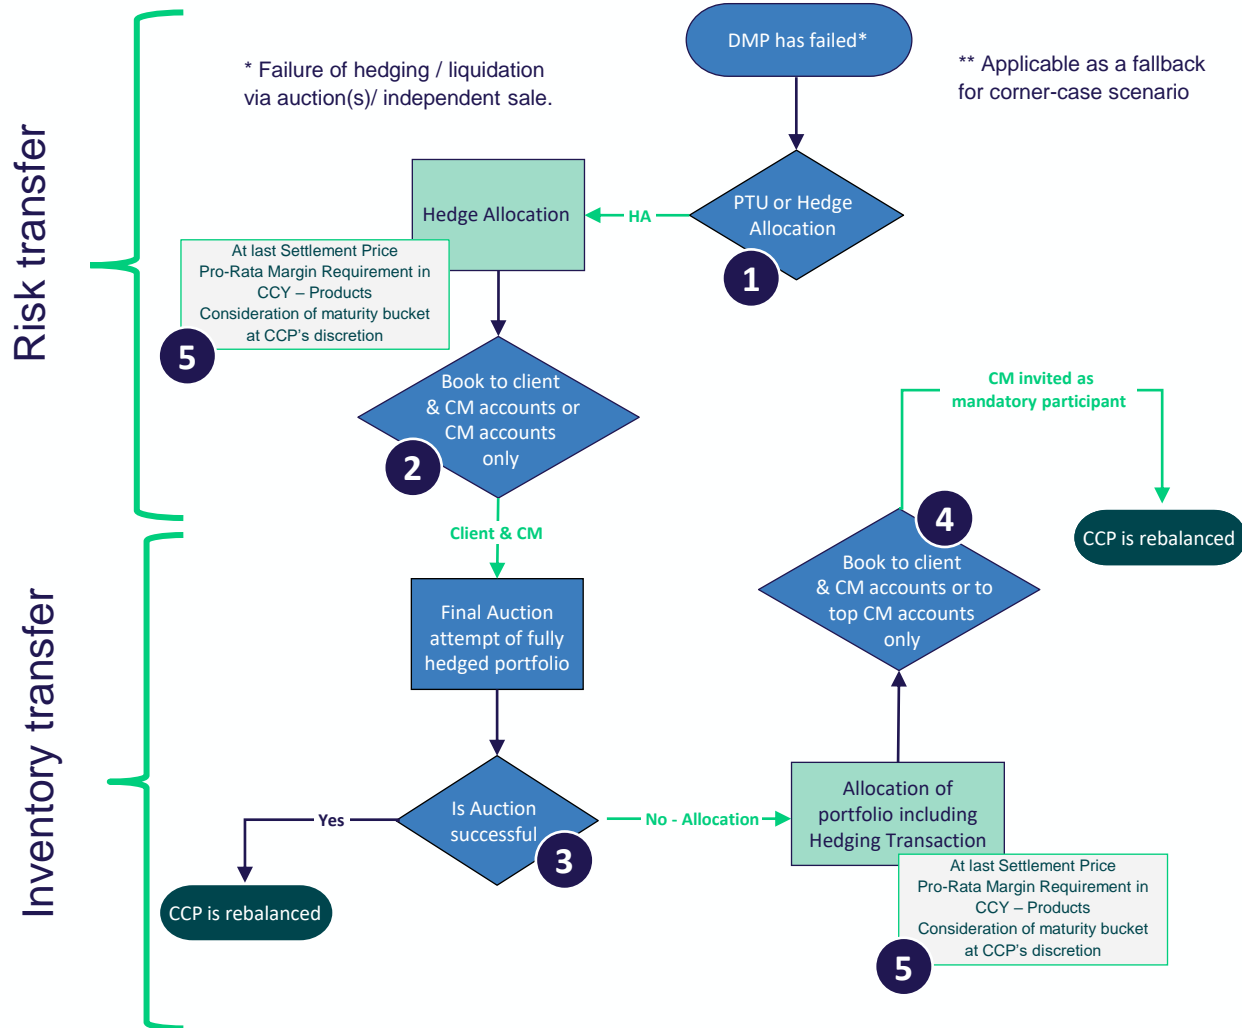 DMP has failed*
* Failure of hedging / liquidation
via auction(s)/ independent sale.
** Applicable as a fallback
for corner-case scenario
Risk transfer
Hedge Allocation
HA
PTU or Hedge
Allocation
1
At last Settlement Price
Pro-Rata Margin Requirement in
CCY – Products
Consideration of maturity bucket
at CCP's discretion
5
Book to client
& CM accounts or
CM accounts
only
2
CM invited as
mandatory participant
Client & CM
4
Book to client
& CM accounts or to
top CM accounts
only
CCP is rebalanced
Inventory transfer
Final Auction
attempt of fully
hedged portfolio
Is Auction
successful
3
Yes
No - Allocation
Allocation of
portfolio including
Hedging Transaction
At last Settlement Price
Pro-Rata Margin Requirement in
CCY – Products
Consideration of maturity bucket
at CCP's discretion
5
CCP is rebalanced